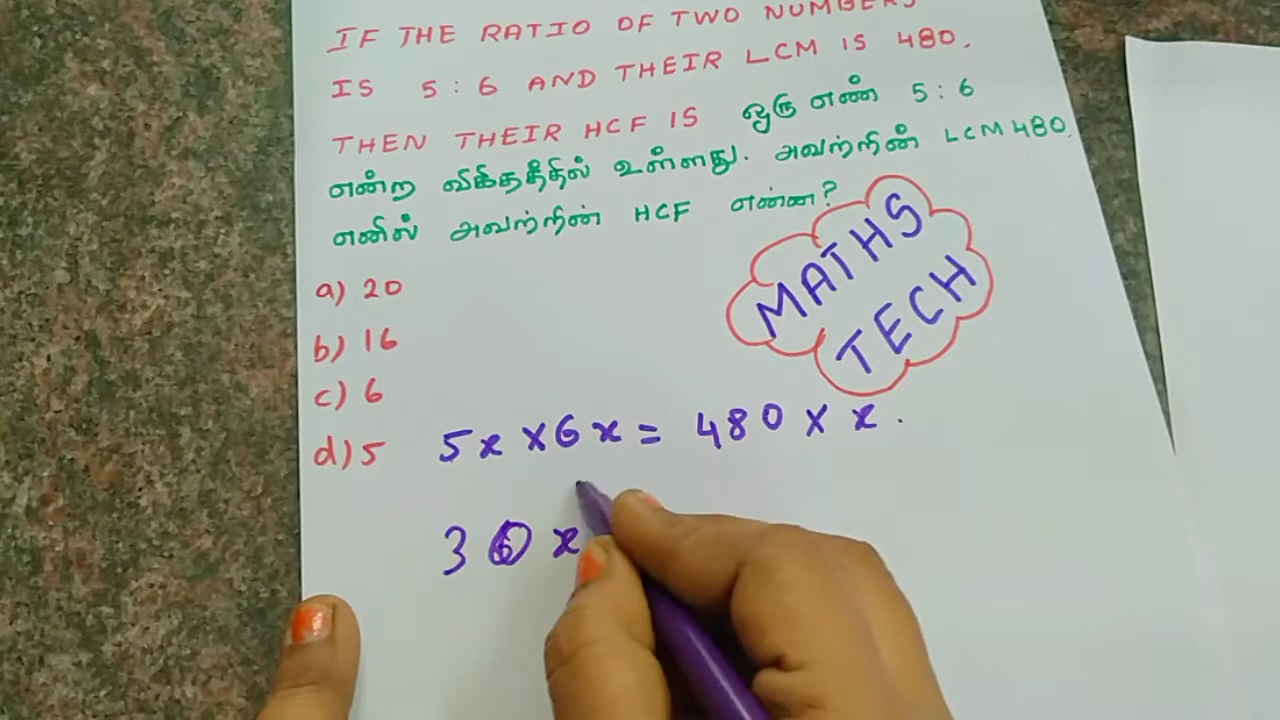 IF THE RATIO OF TWO NUMBERS
IS 5 : 6 AND THEIR LCM IS 480.
THEN THEIR HCF IS ஒரு எண் 5 : 6
என்ற விகிதத்தில் உள்ளது. அவற்றின் LCM 480.
எனில் அவற்றின் HCF என்ன?
MATHS
TECH
a) 20
b) 16
c) 6
d) 5
5x × 6x = 480 × x.
30 x